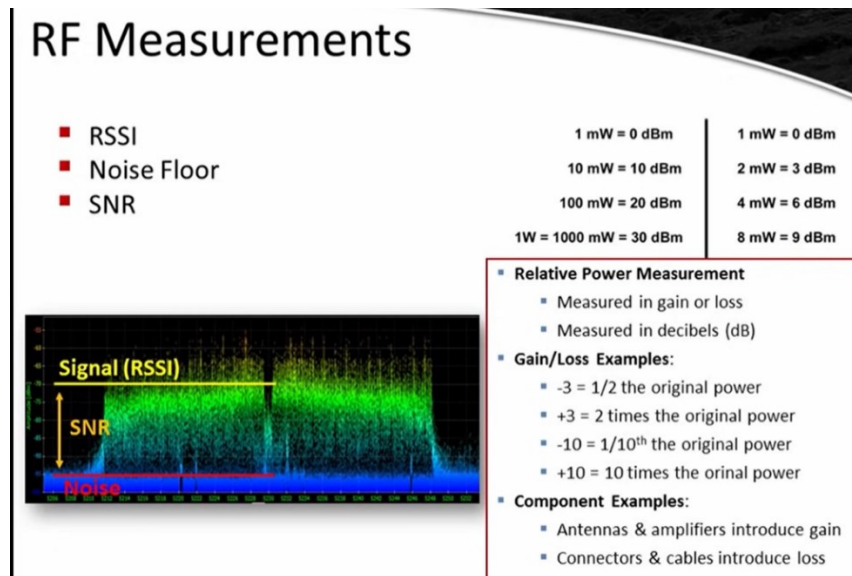 RF Measurements
RSSI
Noise Floor
SNR
1 mW = 0 dBm
10 mW = 10 dBm
100 mW = 20 dBm
1W = 1000 mW = 30 dBm
1 mW = 0 dBm
2 mW = 3 dBm
4 mW = 6 dBm
8 mW = 9 dBm
Signal (RSSI)
SNR
Noise
Relative Power Measurement
Measured in gain or loss
Measured in decibels (dB)
Gain/Loss Examples:
-3 = 1/2 the original power
+3 = 2 times the original power
-10 = 1/10th the original power
+10 = 10 times the orinal power
Component Examples:
Antennas & amplifiers introduce gain
Connectors & cables introduce loss